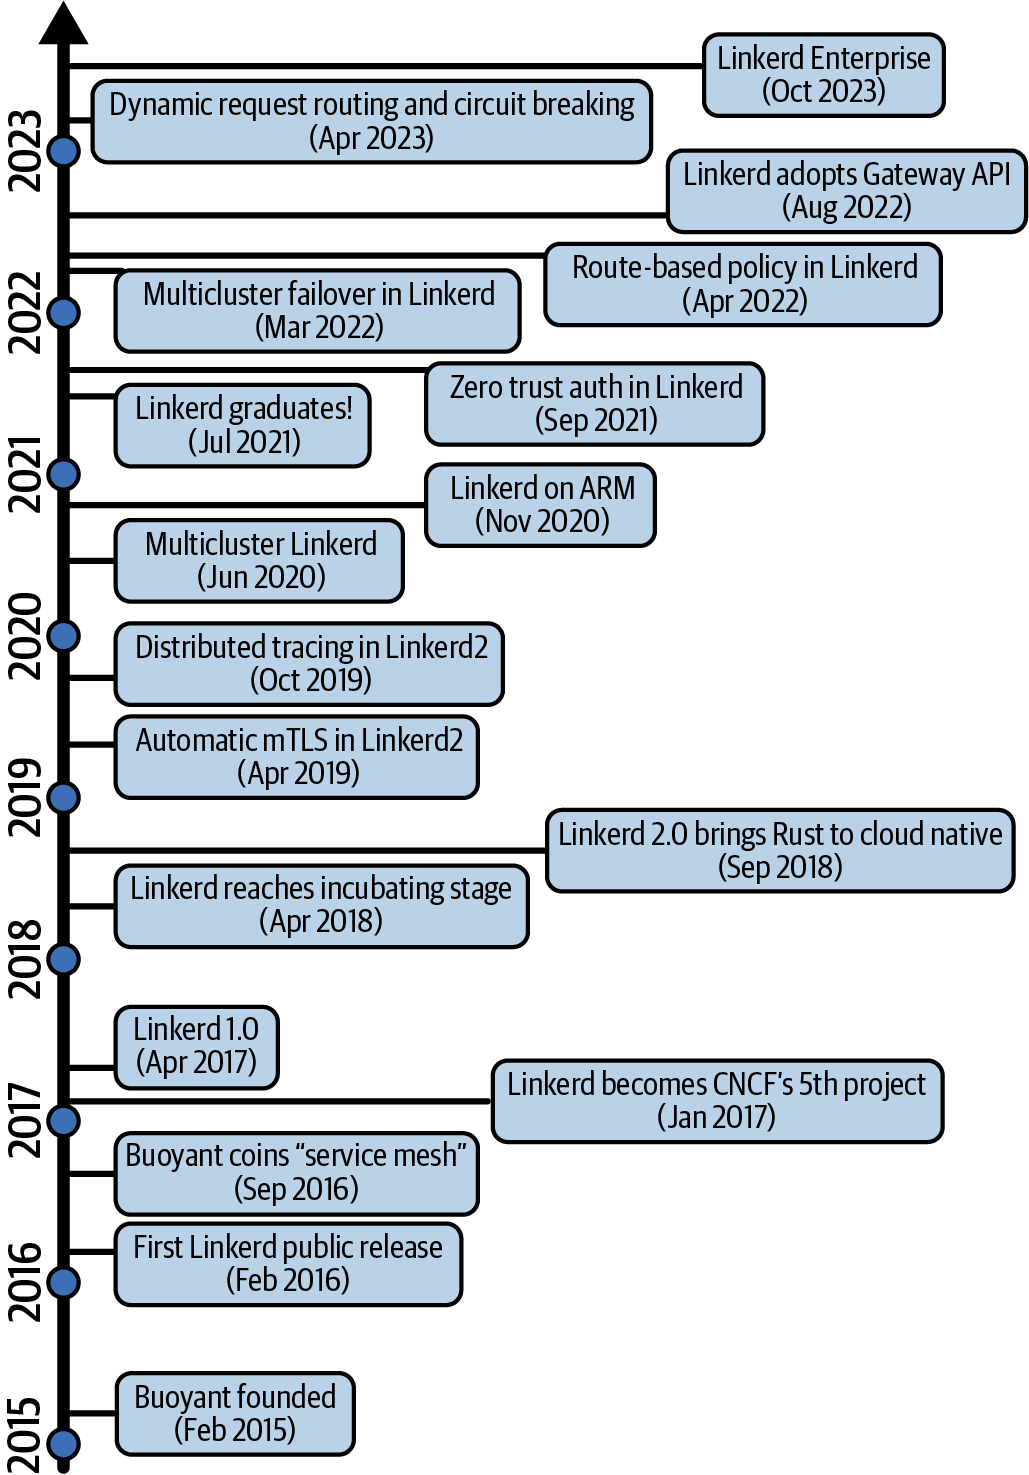 Linkerd Enterprise
(Oct 2023)
Dynamic request routing and circuit breaking
(Apr 2023)
2023
Linkerd adopts Gateway API
(Aug 2022)
Route-based policy in Linkerd
(Apr 2022)
Multicluster failover in Linkerd
(Mar 2022)
2022
Zero trust auth in Linkerd
(Sep 2021)
Linkerd graduates!
(Jul 2021)
2021
Linkerd on ARM
(Nov 2020)
Multicluster Linkerd
(Jun 2020)
2020
Distributed tracing in Linkerd2
(Oct 2019)
Automatic mTLS in Linkerd2
(Apr 2019)
2019
Linkerd 2.0 brings Rust to cloud native
(Sep 2018)
Linkerd reaches incubating stage
(Apr 2018)
2018
Linkerd 1.0
(Apr 2017)
Linkerd becomes CNCF's 5th project
(Jan 2017)
2017
Buoyant coins “service mesh”
(Sep 2016)
First Linkerd public release
(Feb 2016)
2016
Buoyant founded
(Feb 2015)
2015